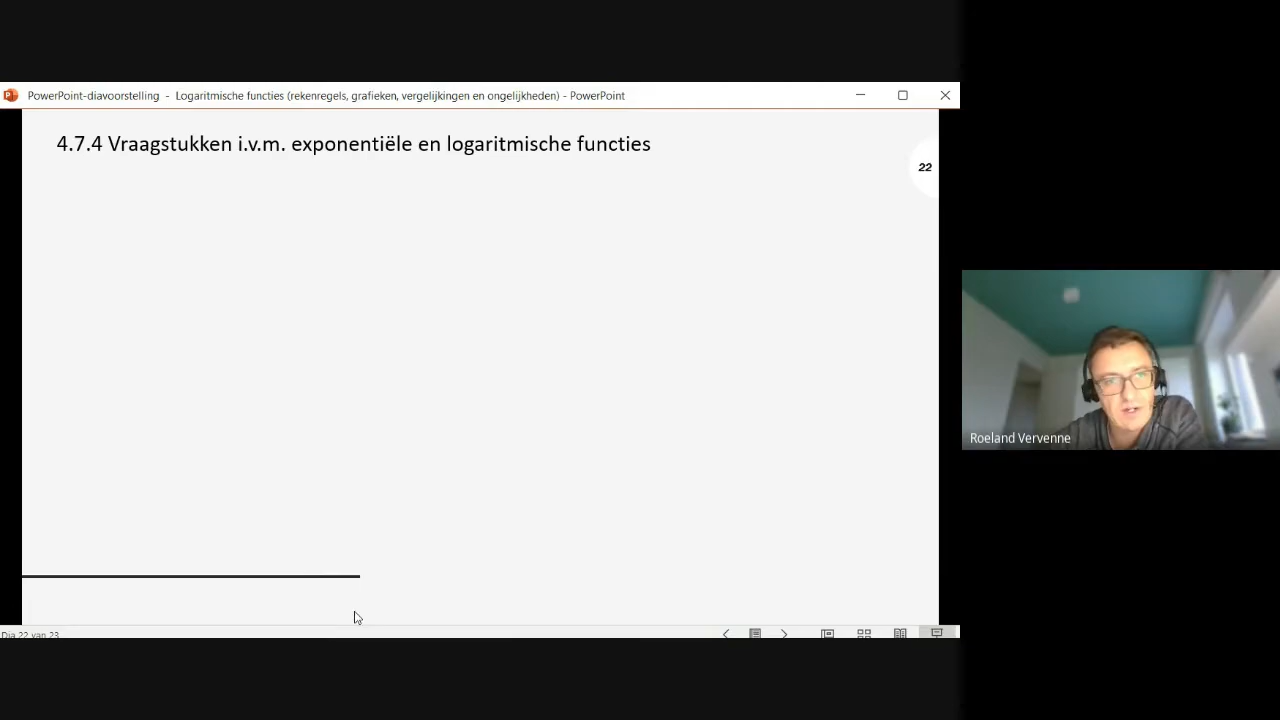 PowerPoint-diavoorstelling - Logaritmische functies (rekenregels, grafieken, vergelijkingen en ongelijkheden) - PowerPoint
4.7.4 Vraagstukken i.v.m. exponentiële en logaritmische functies
22
Roeland Vervenne
Dia 22 van 23